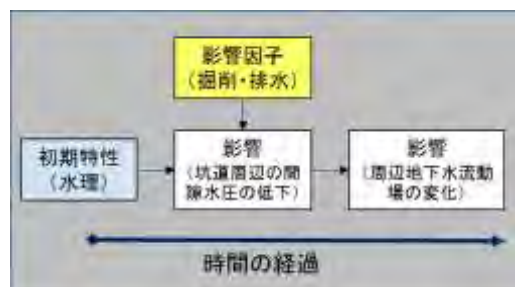 影響因子
(掘削・排水)
初期特性
(水理)
影響
(坑道周辺の間
隙水圧の低下)
影響
(周辺地下水流動
場の変化)
時間の経過